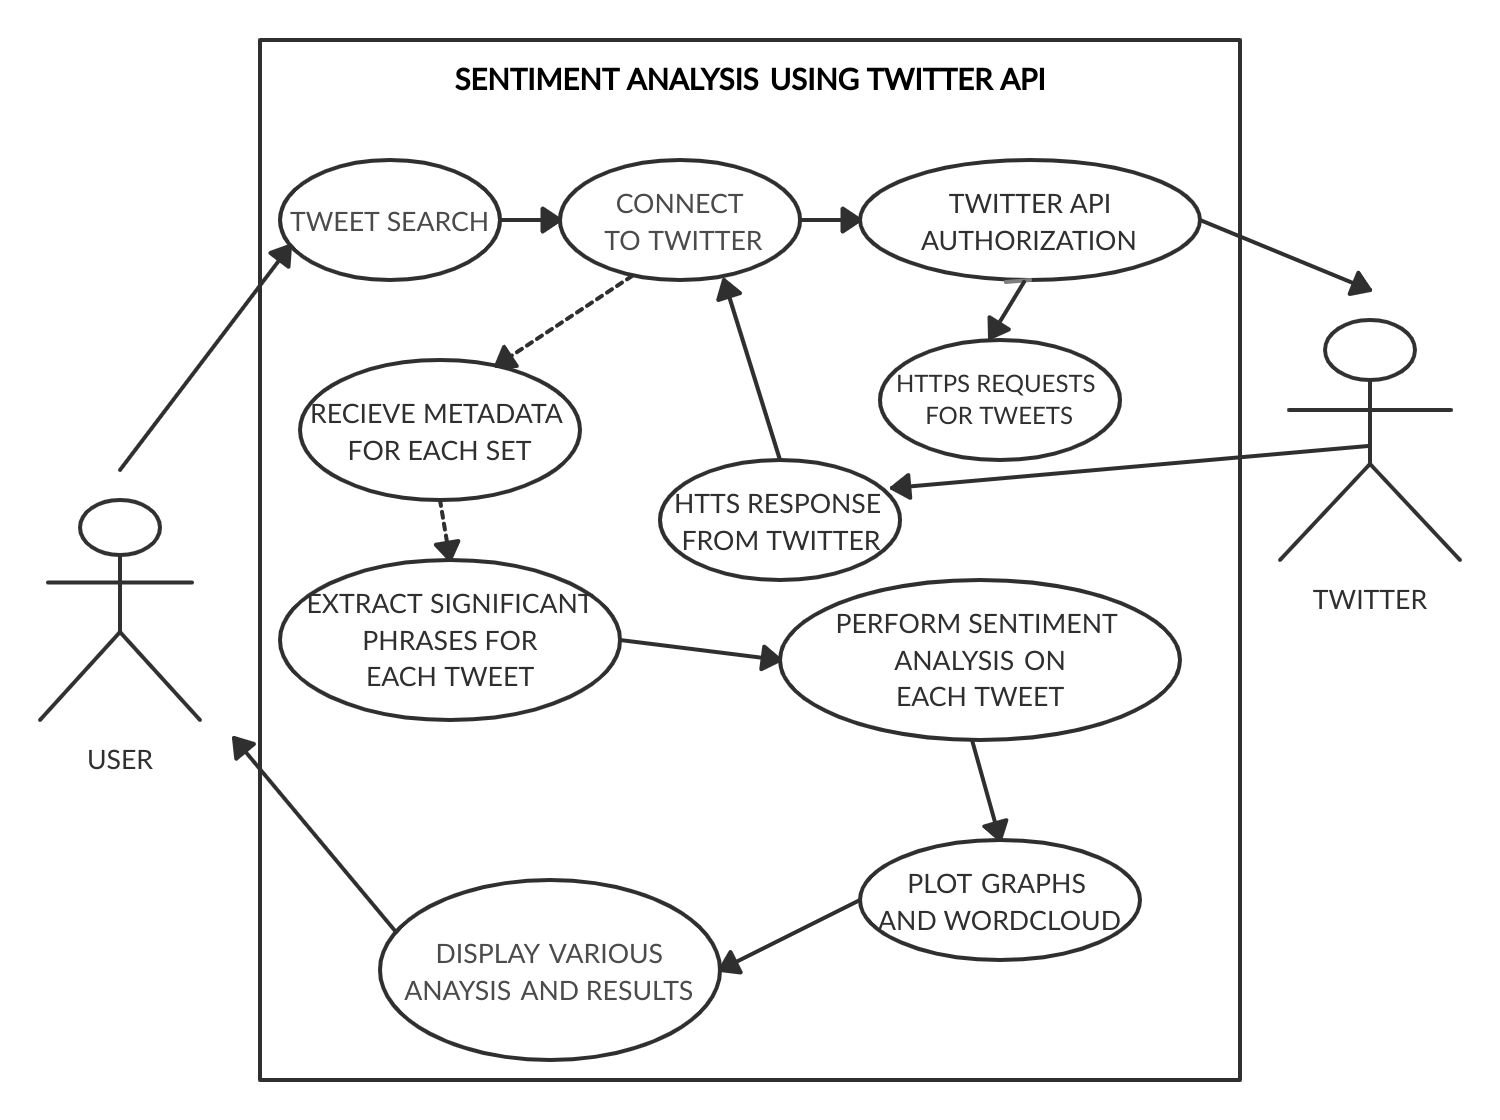 SENTIMENT ANALYSIS USING TWITTER API
TWEET SEARCH
CONNECT
TO TWITTER
TWITTER API
AUTHORIZATION
HTTPS REQUESTS
FOR TWEETS
RECIEVE METADATA
FOR EACH SET
HTTS RESPONSE
FROM TWITTER
EXTRACT SIGNIFICANT
PHRASES FOR
EACH TWEET
PERFORM SENTIMENT
ANALYSIS ON
EACH TWEET
TWITTER
USER
PLOT GRAPHS
AND WORDCLOUD
DISPLAY VARIOUS
ANAYSIS AND RESULTS